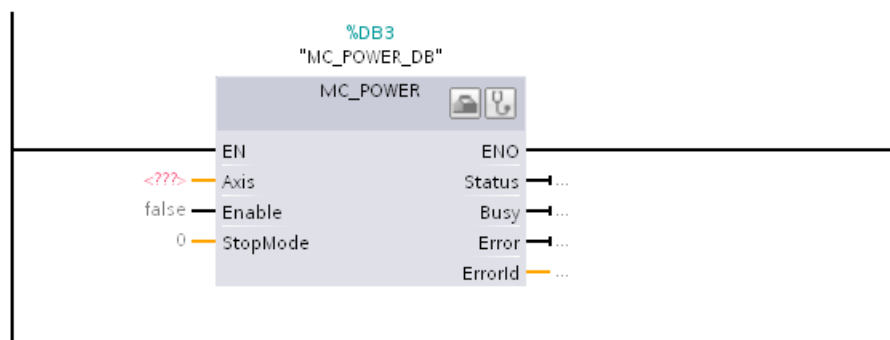 %DB3
"MC_POWER_DB"
MC_POWER
EN ENO
<???> Axis Status ...
false Enable Busy ...
0 StopMode Error ...
ErrorId ...